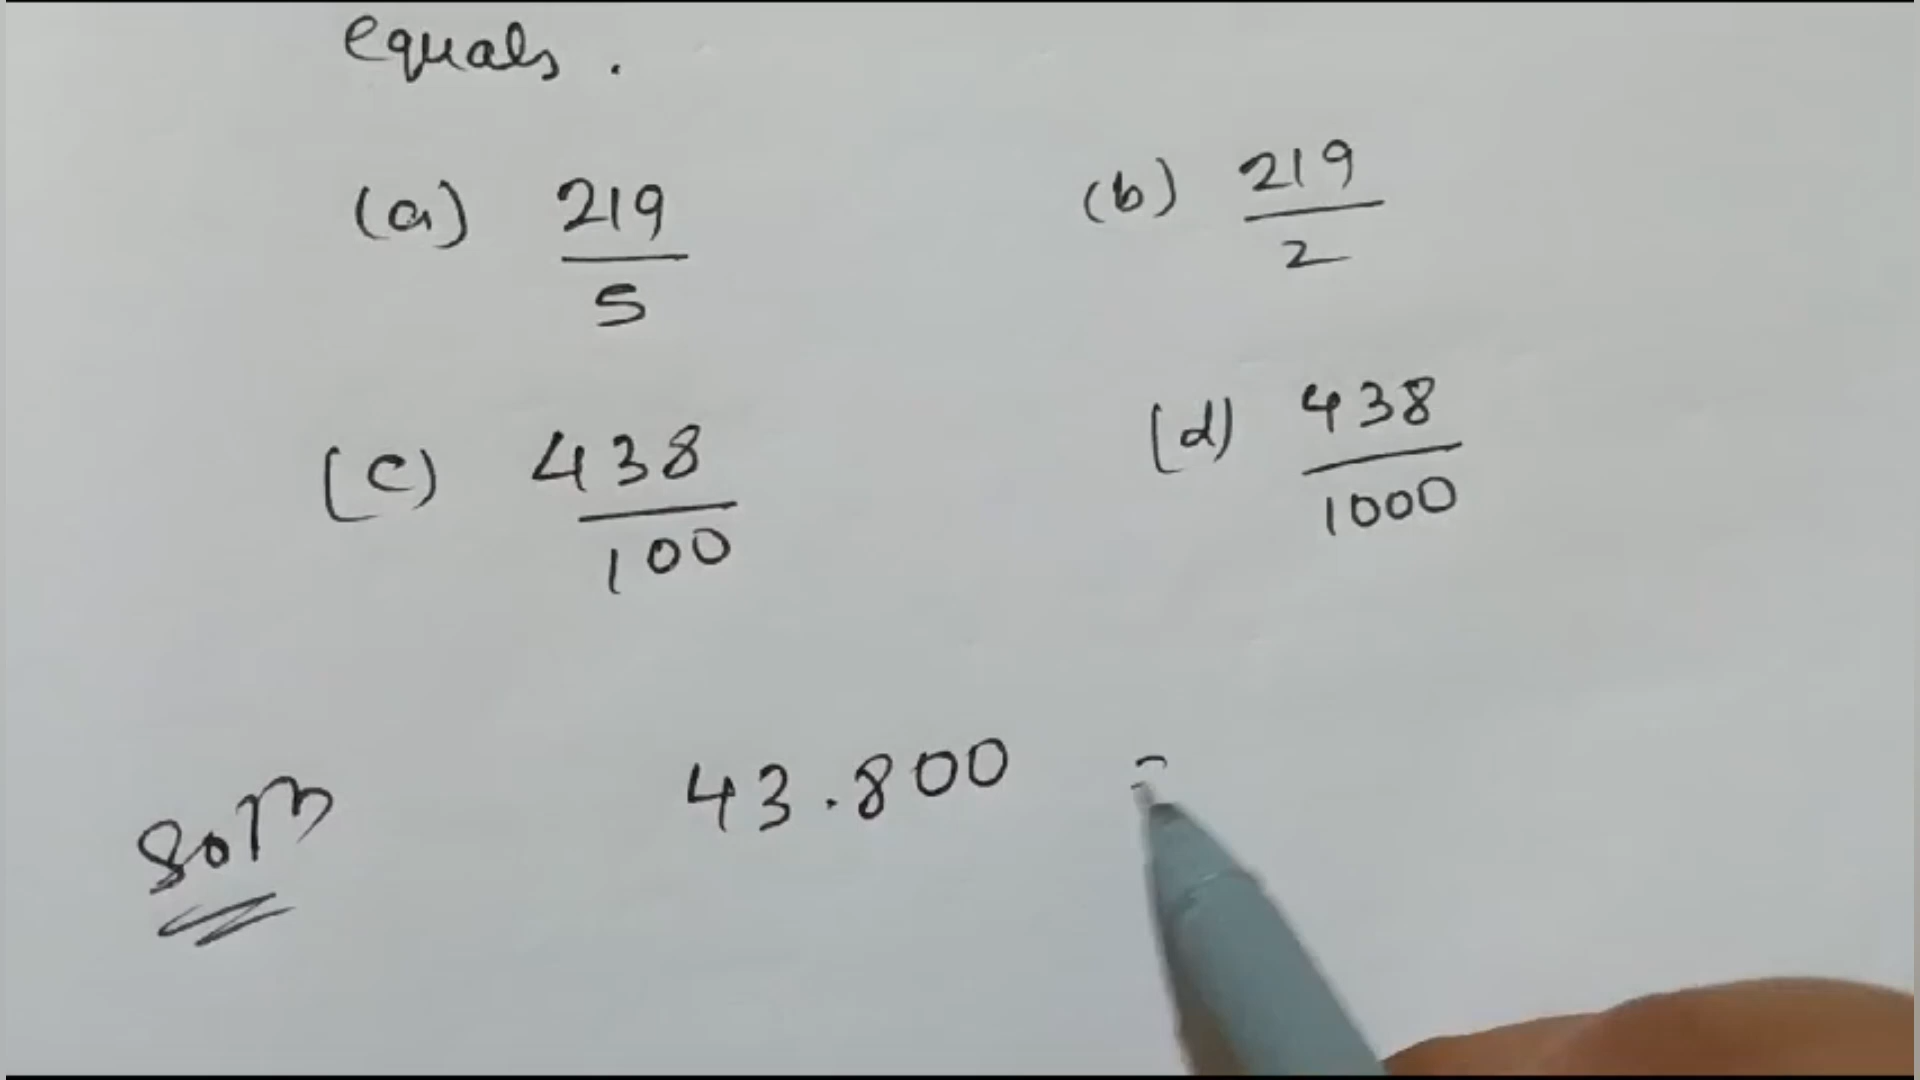 equals.
(a) 219/5 (b) 219/2
(c) 438/100 (d) 438/1000
Soln 43.800 =